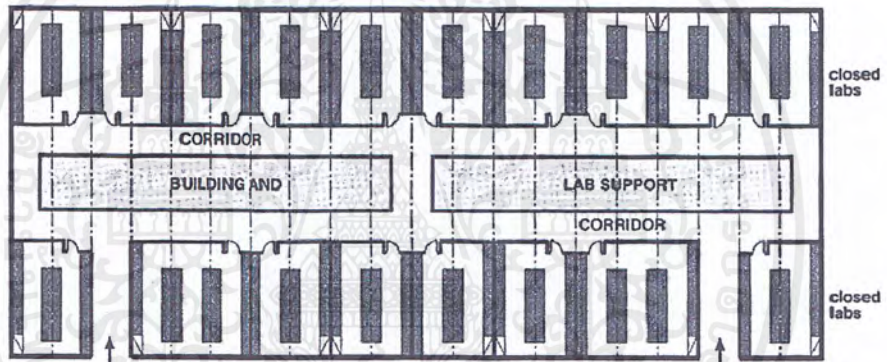 closed
labs
CORRIDOR
BUILDING AND
LAB SUPPORT
CORRIDOR
closed
labs